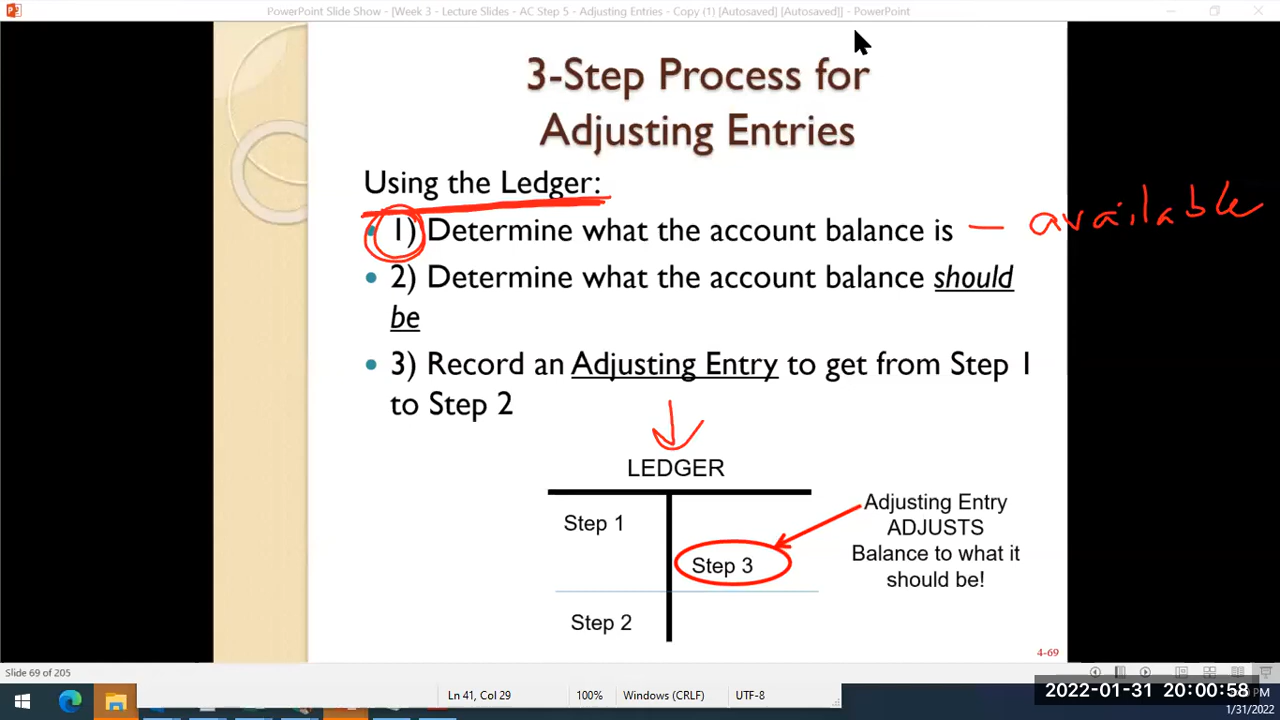 PowerPoint Slide Show - [Week 3 - Lecture Slides - AC Step 5 - Adjusting Entries - Copy (1) [Autosaved] [Autosaved]] - PowerPoint
3-Step Process for
Adjusting Entries
Using the Ledger:
1) Determine what the account balance is — available
2) Determine what the account balance should
be
3) Record an Adjusting Entry to get from Step 1
to Step 2
LEDGER
Step 1
Step 3
Step 2
Adjusting Entry
ADJUSTS
Balance to what it
should be!
4-69
Slide 69 of 205
Ln 41, Col 29 100% Windows (CRLF) UTF-8
2022-01-31 20:00:58
1/31/2022